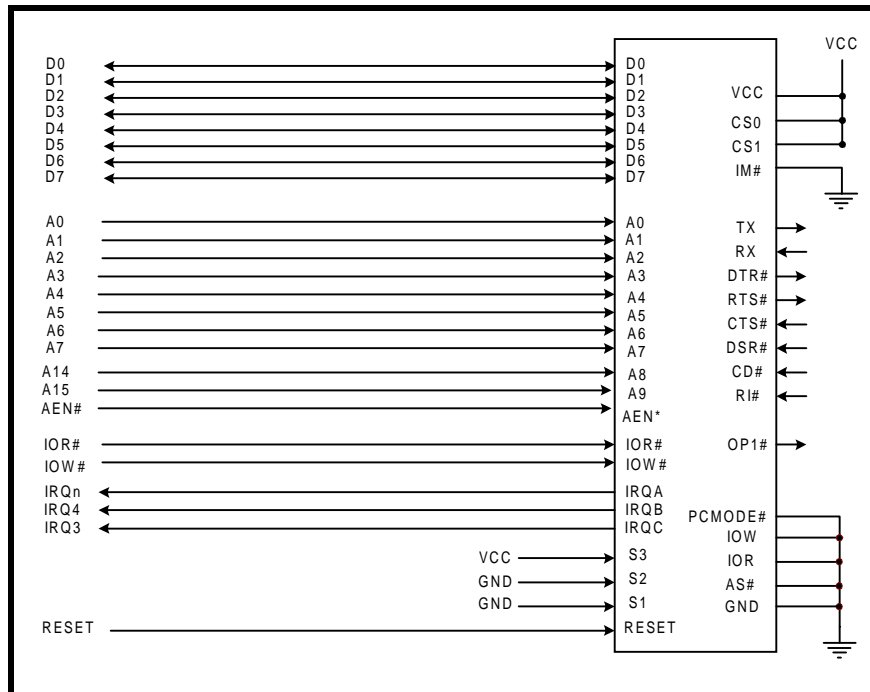 VCC
D0 D0
D1 D1
D2 D2 VCC
D3 D3
D4 D4 CS0
D5 D5 CS1
D6 D6
D7 D7 IM#
A0 A0 TX
A1 A1
A2 A2 RX
A3 A3 DTR#
A4 A4 RTS#
A5 A5
A6 A6 CTS#
A7 A7 DSR#
A14 A8 CD#
A15 A9 RI#
AEN# AEN*
IOR# IOR# OP1#
IOW# IOW#
IRQn IRQA
IRQ4 IRQB PCMODE#
IRQ3 IRQC IOW
VCC S3 IOR
GND S2 AS#
GND S1 GND
RESET RESET